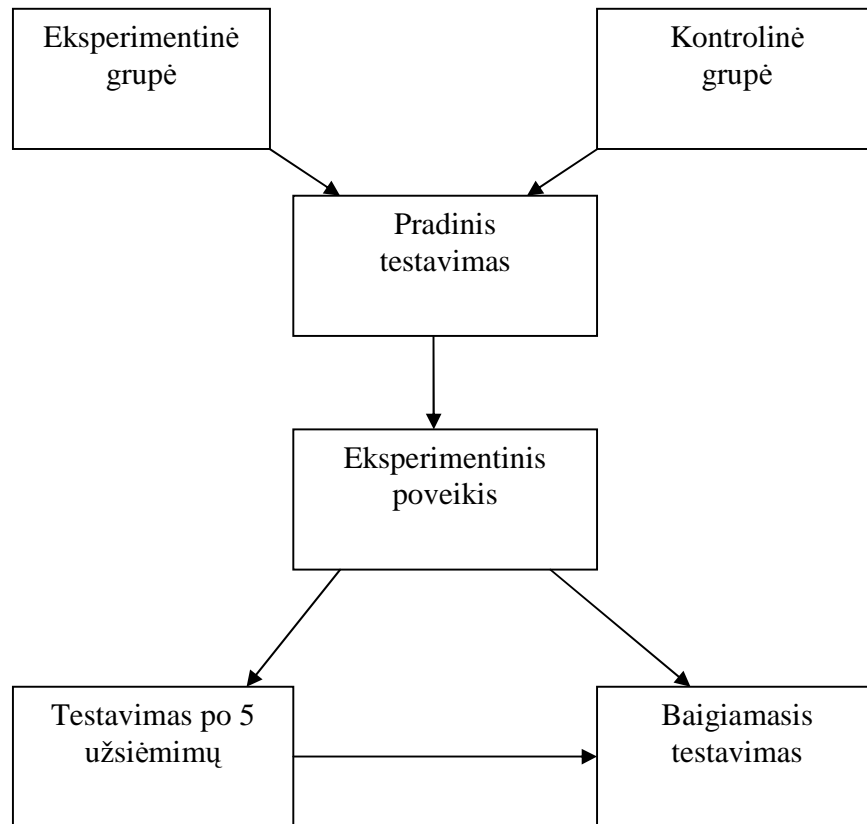 Eksperimentinė
grupė
Kontrolinė
grupė
Pradinis
testavimas
Eksperimentinis
poveikis
Testavimas po 5
užsiėmimų
Baigiamasis
testavimas